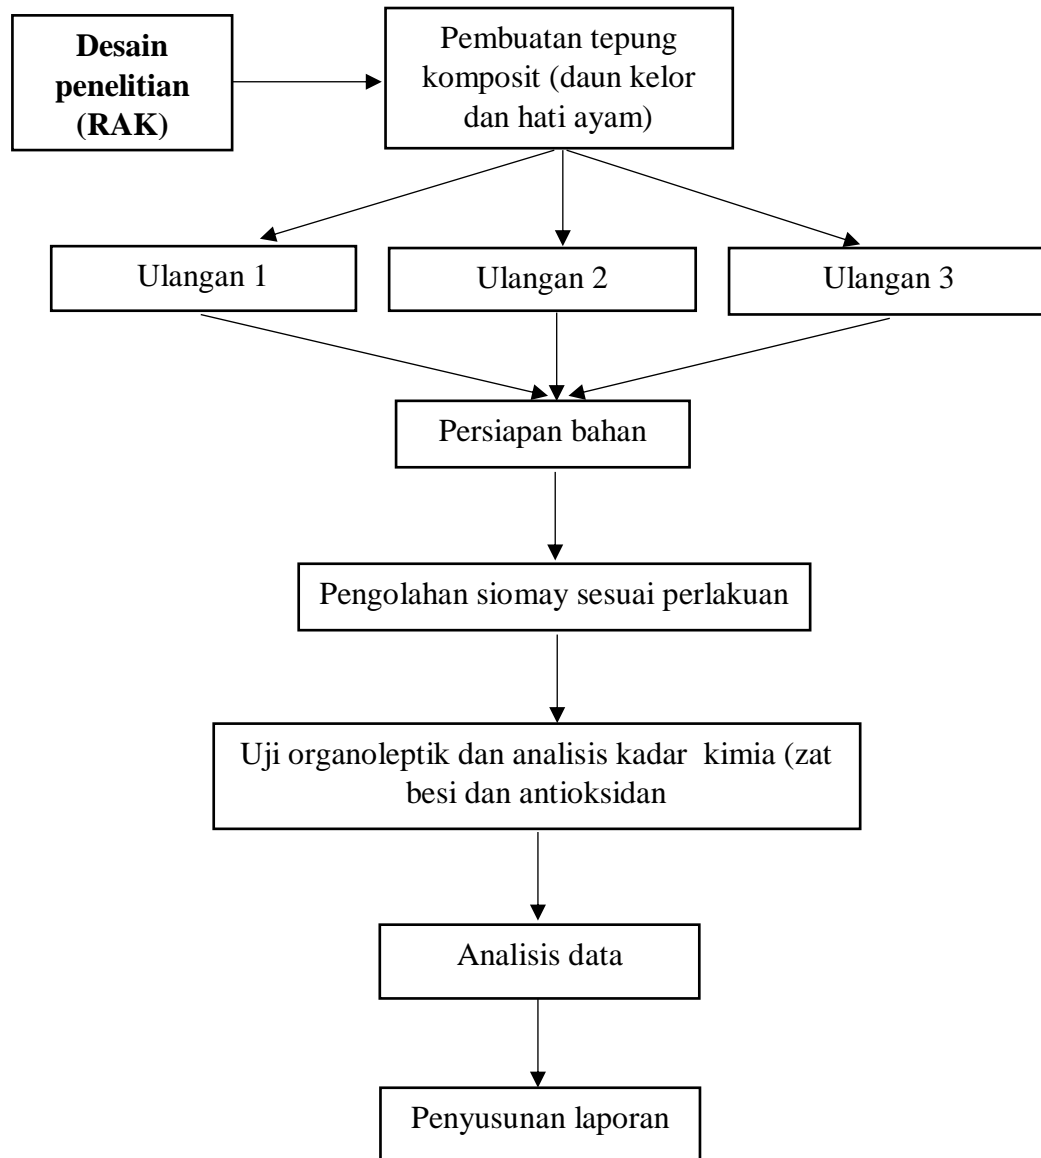 Desain
penelitian
(RAK)
Pembuatan tepung
komposit (daun kelor
dan hati ayam)
Ulangan 1
Ulangan 2
Ulangan 3
Persiapan bahan
Pengolahan siomay sesuai perlakuan
Uji organoleptik dan analisis kadar  kimia (zat
besi dan antioksidan
Analisis data
Penyusunan laporan